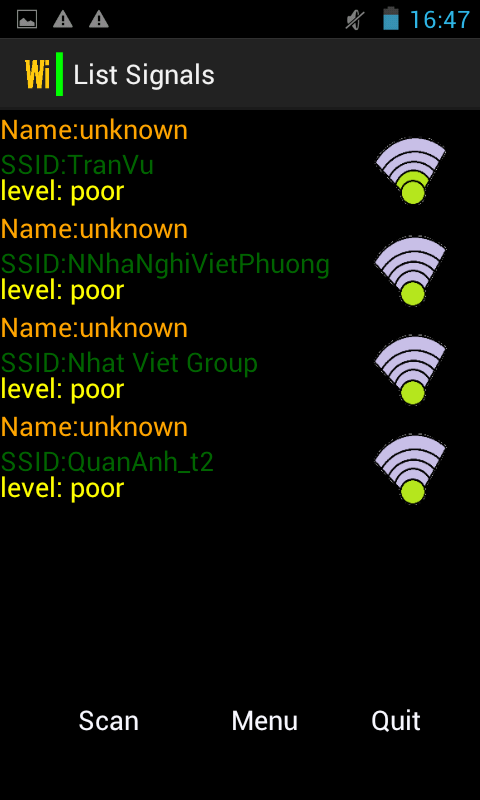 16:47
Wi List Signals
Name:unknown
SSID:TranVu
level: poor
Name:unknown
SSID:NNhaNghiVietPhuong
level: poor
Name:unknown
SSID:Nhat Viet Group
level: poor
Name:unknown
SSID:QuanAnh_t2
level: poor
Scan Menu Quit